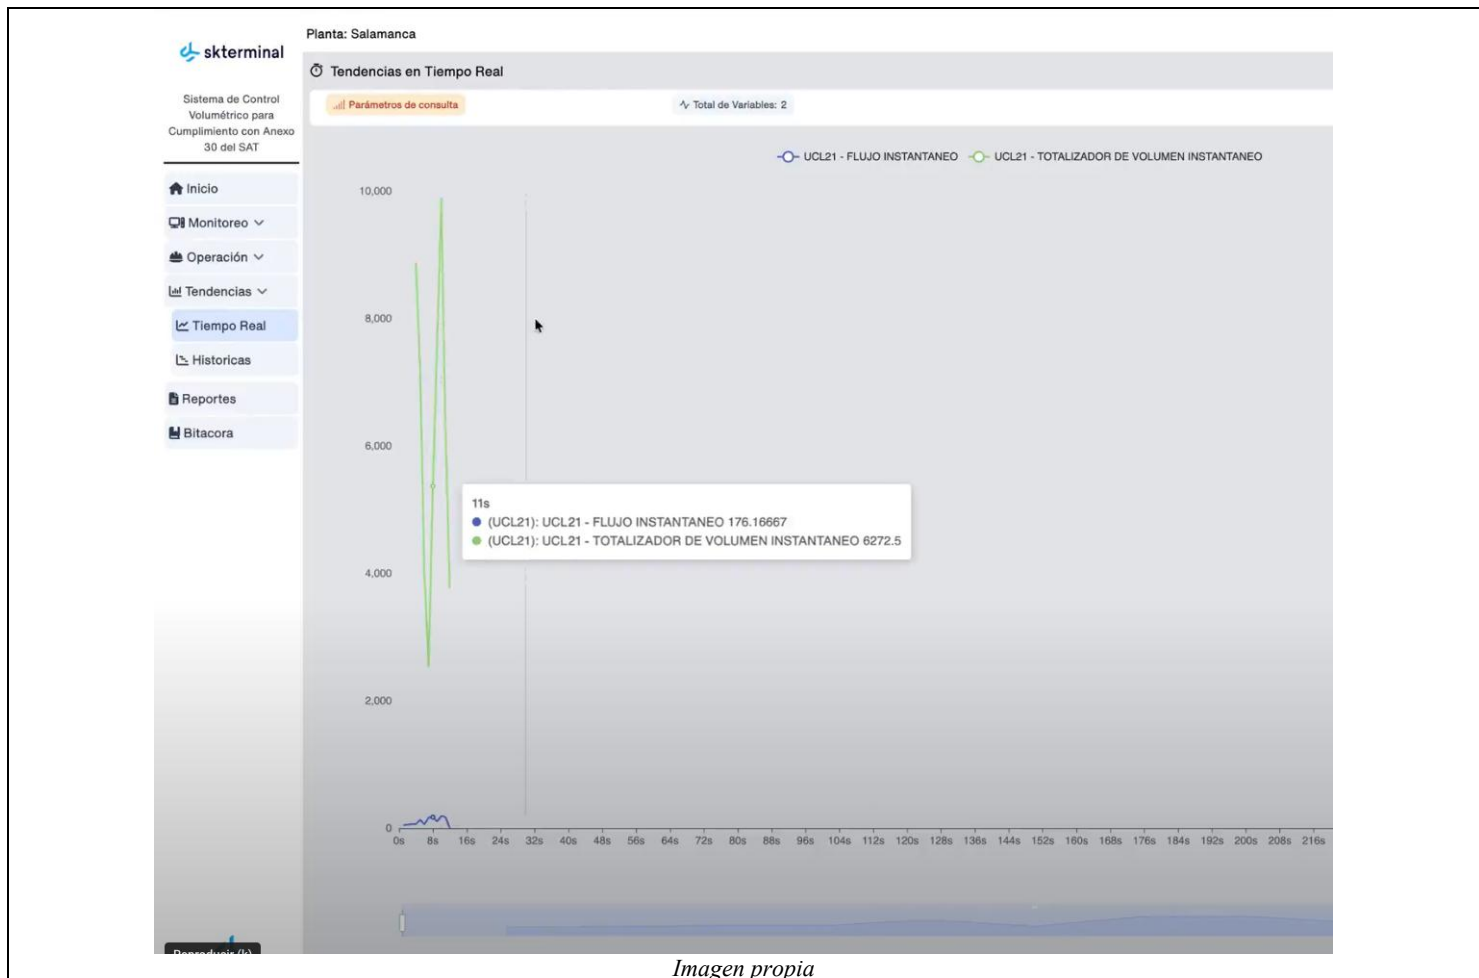 Planta: Salamanca
skterminal
Tendencias en Tiempo Real
Sistema de Control
Volumétrico para
Cumplimiento con Anexo
30 del SAT
Parámetros de consulta
Total de Variables: 2
UCL21 - FLUJO INSTANTANEO
UCL21 - TOTALIZADOR DE VOLUMEN INSTANTANEO
Inicio
Monitoreo
Operación
Tendencias
Tiempo Real
Historicas
Reportes
Bitacora
10,000
8,000
6,000
4,000
2,000
0
11s
(UCL21): UCL21 - FLUJO INSTANTANEO 176.16667
(UCL21): UCL21 - TOTALIZADOR DE VOLUMEN INSTANTANEO 6272.5
0s 8s 16s 24s 32s 40s 48s 56s 64s 72s 80s 88s 96s 104s 112s 120s 128s 136s 144s 152s 160s 168s 176s 184s 192s 200s 208s 216s
Reproducir (k)
Imagen propia